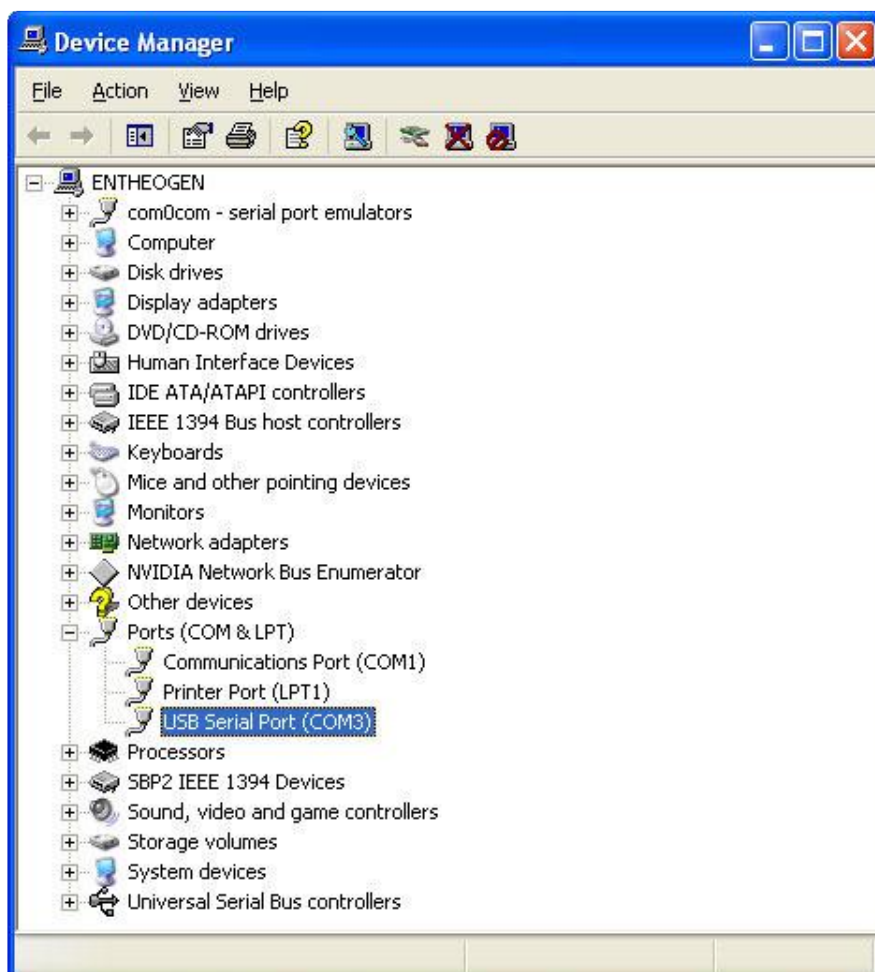 Device Manager
File Action View Help
ENTHEOGEN
com0com - serial port emulators
Computer
Disk drives
Display adapters
DVD/CD-ROM drives
Human Interface Devices
IDE ATA/ATAPI controllers
IEEE 1394 Bus host controllers
Keyboards
Mice and other pointing devices
Monitors
Network adapters
NVIDIA Network Bus Enumerator
Other devices
Ports (COM & LPT)
Communications Port (COM1)
Printer Port (LPT1)
USB Serial Port (COM3)
Processors
SBP2 IEEE 1394 Devices
Sound, video and game controllers
Storage volumes
System devices
Universal Serial Bus controllers